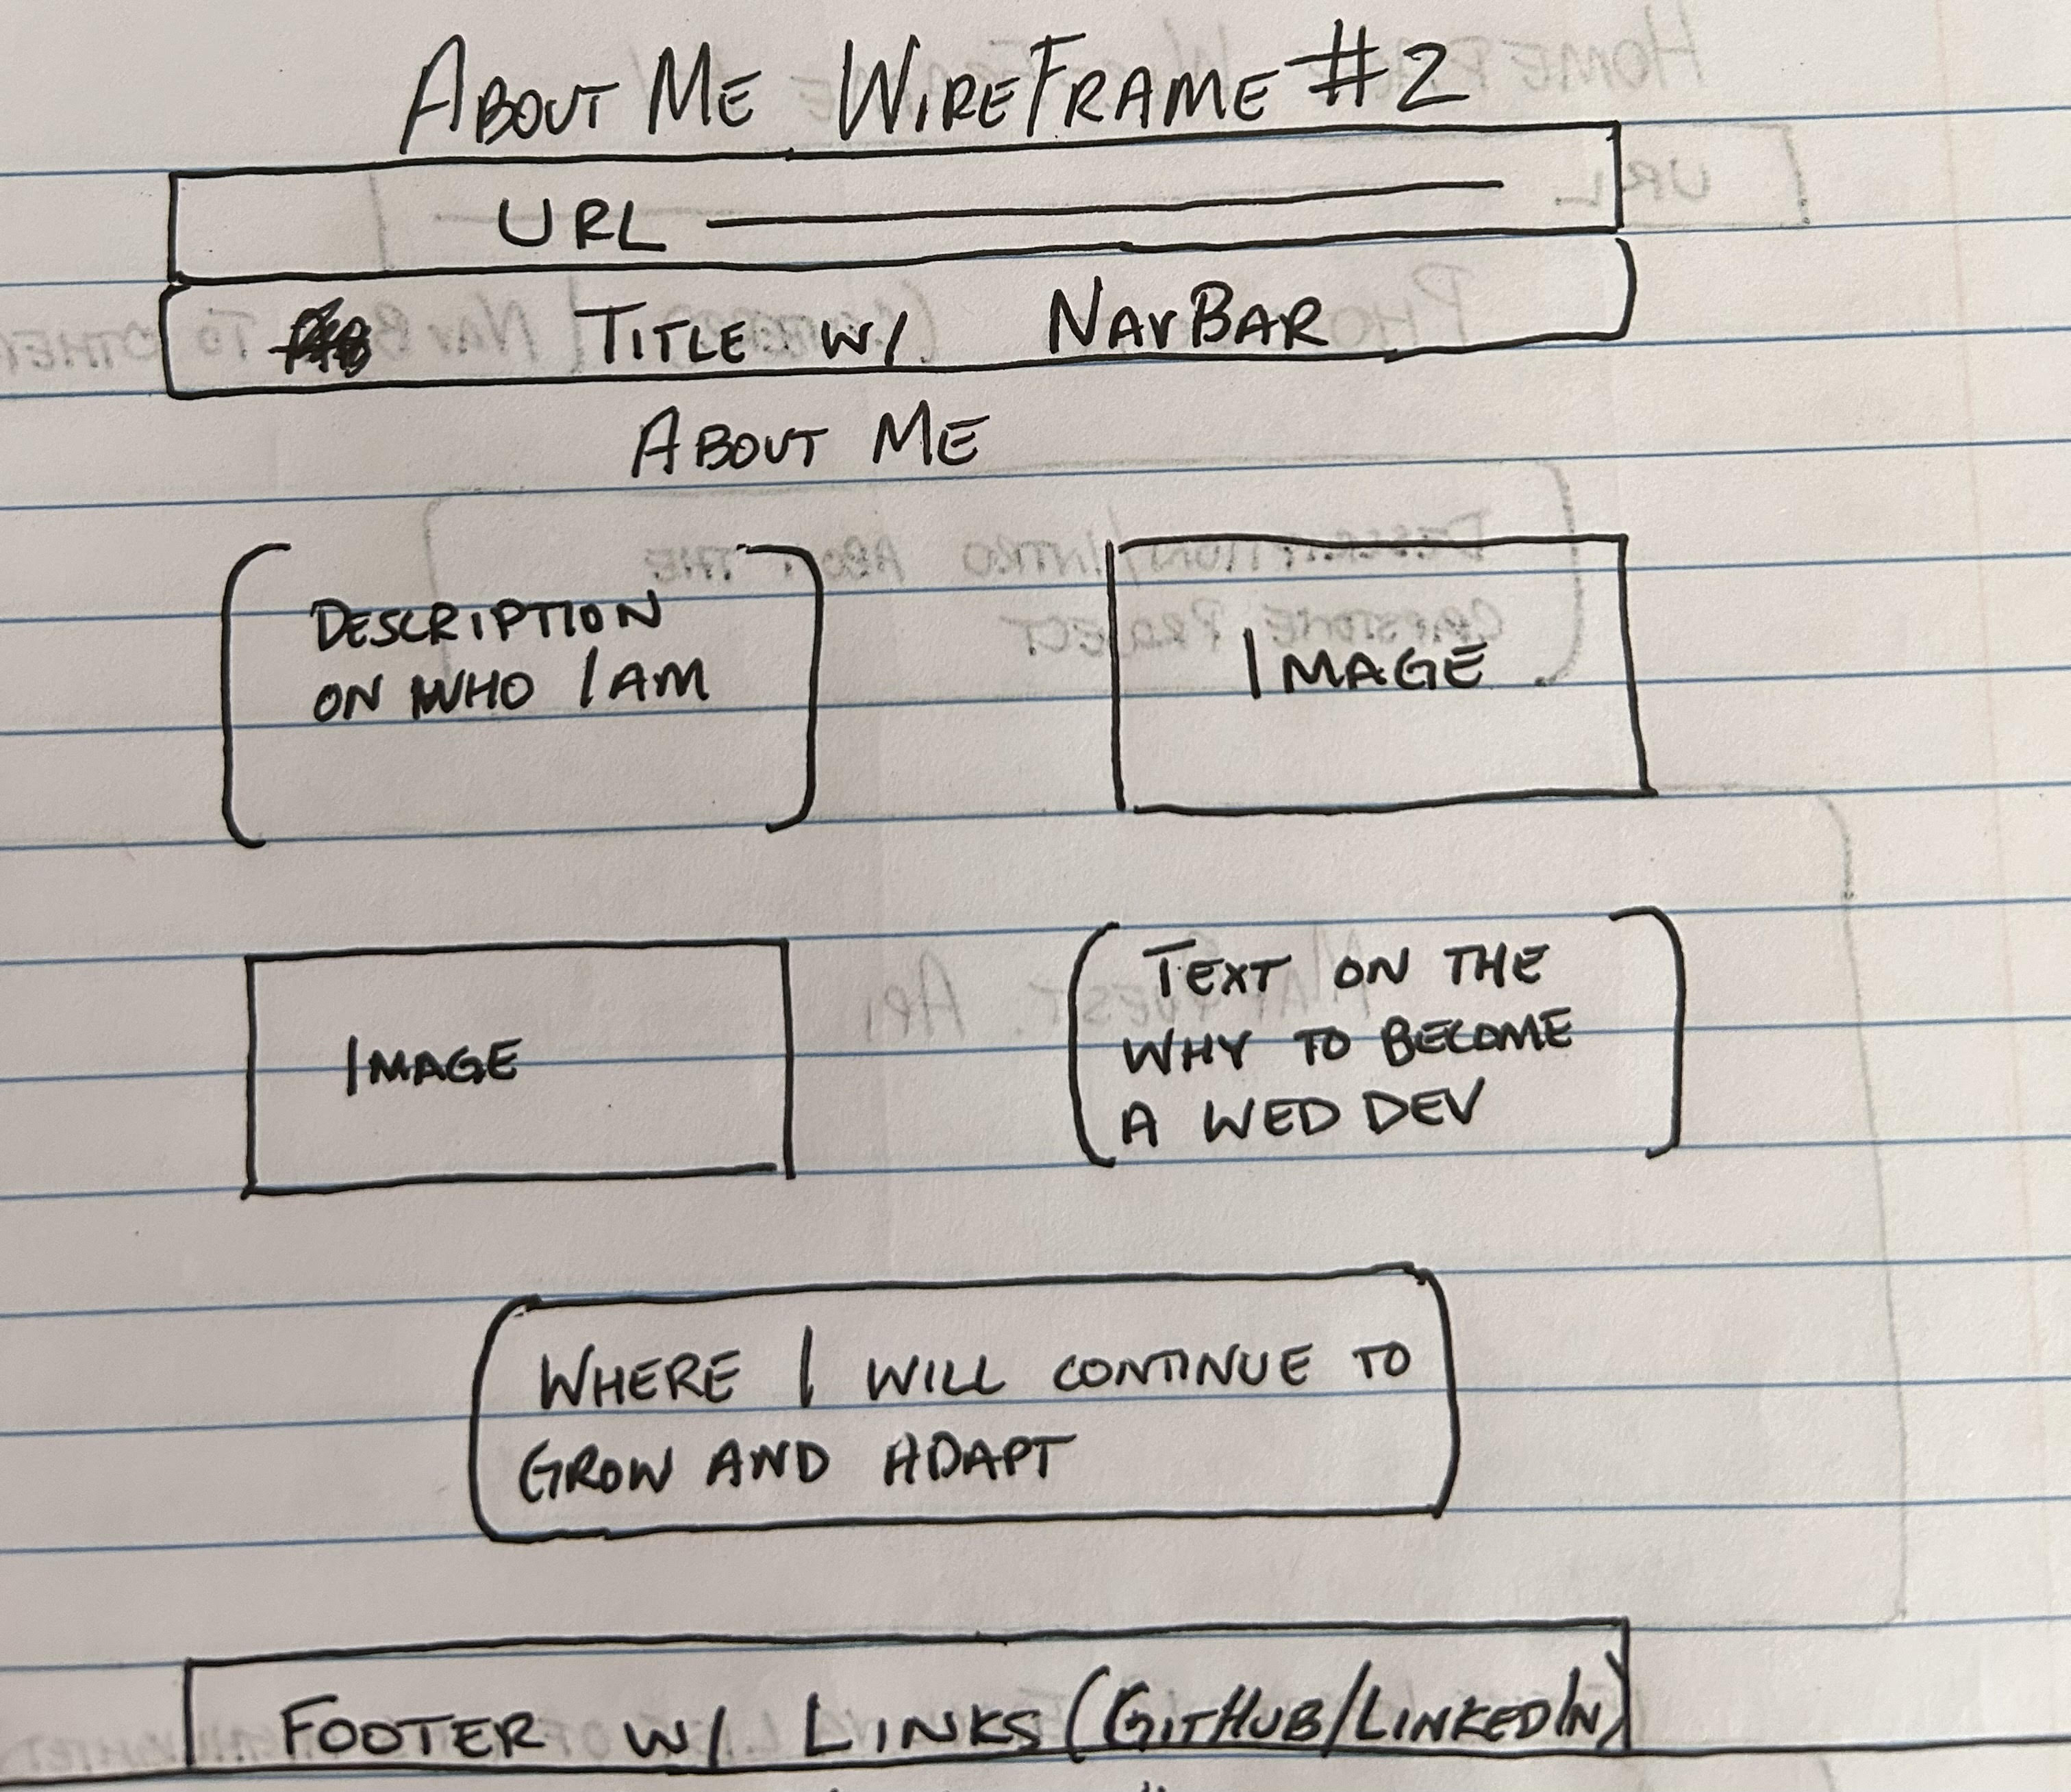 ABOUT ME WIREFRAME #2
URL
TITLE W/ NAVBAR
ABOUT ME
DESCRIPTION
ON WHO I AM
IMAGE
IMAGE
TEXT ON THE
WHY TO BECOME
A WED DEV
WHERE I WILL CONTINUE TO
GROW AND ADAPT
FOOTER W/ LINKS (GITHUB/LINKEDIN)